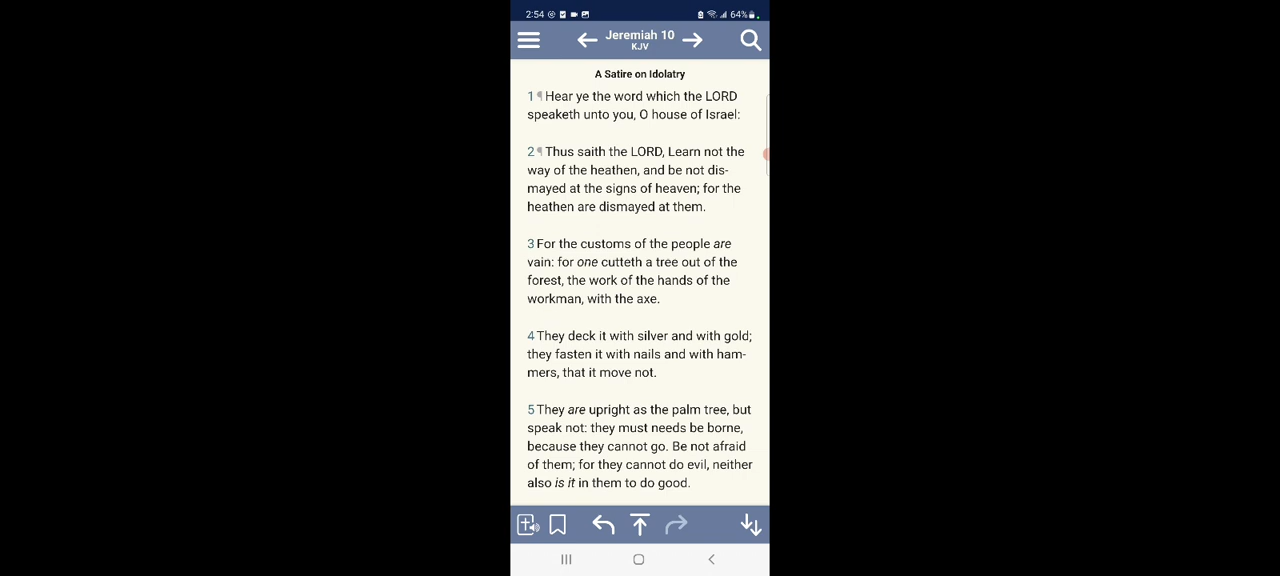 2:54 64%
Jeremiah 10
KJV
A Satire on Idolatry
1 ¶ Hear ye the word which the LORD
speaketh unto you, O house of Israel:
2 ¶ Thus saith the LORD, Learn not the
way of the heathen, and be not dis-
mayed at the signs of heaven; for the
heathen are dismayed at them.
3 For the customs of the people are
vain: for one cutteth a tree out of the
forest, the work of the hands of the
workman, with the axe.
4 They deck it with silver and with gold;
they fasten it with nails and with ham-
mers, that it move not.
5 They are upright as the palm tree, but
speak not: they must needs be borne,
because they cannot go. Be not afraid
of them; for they cannot do evil, neither
also is it in them to do good.